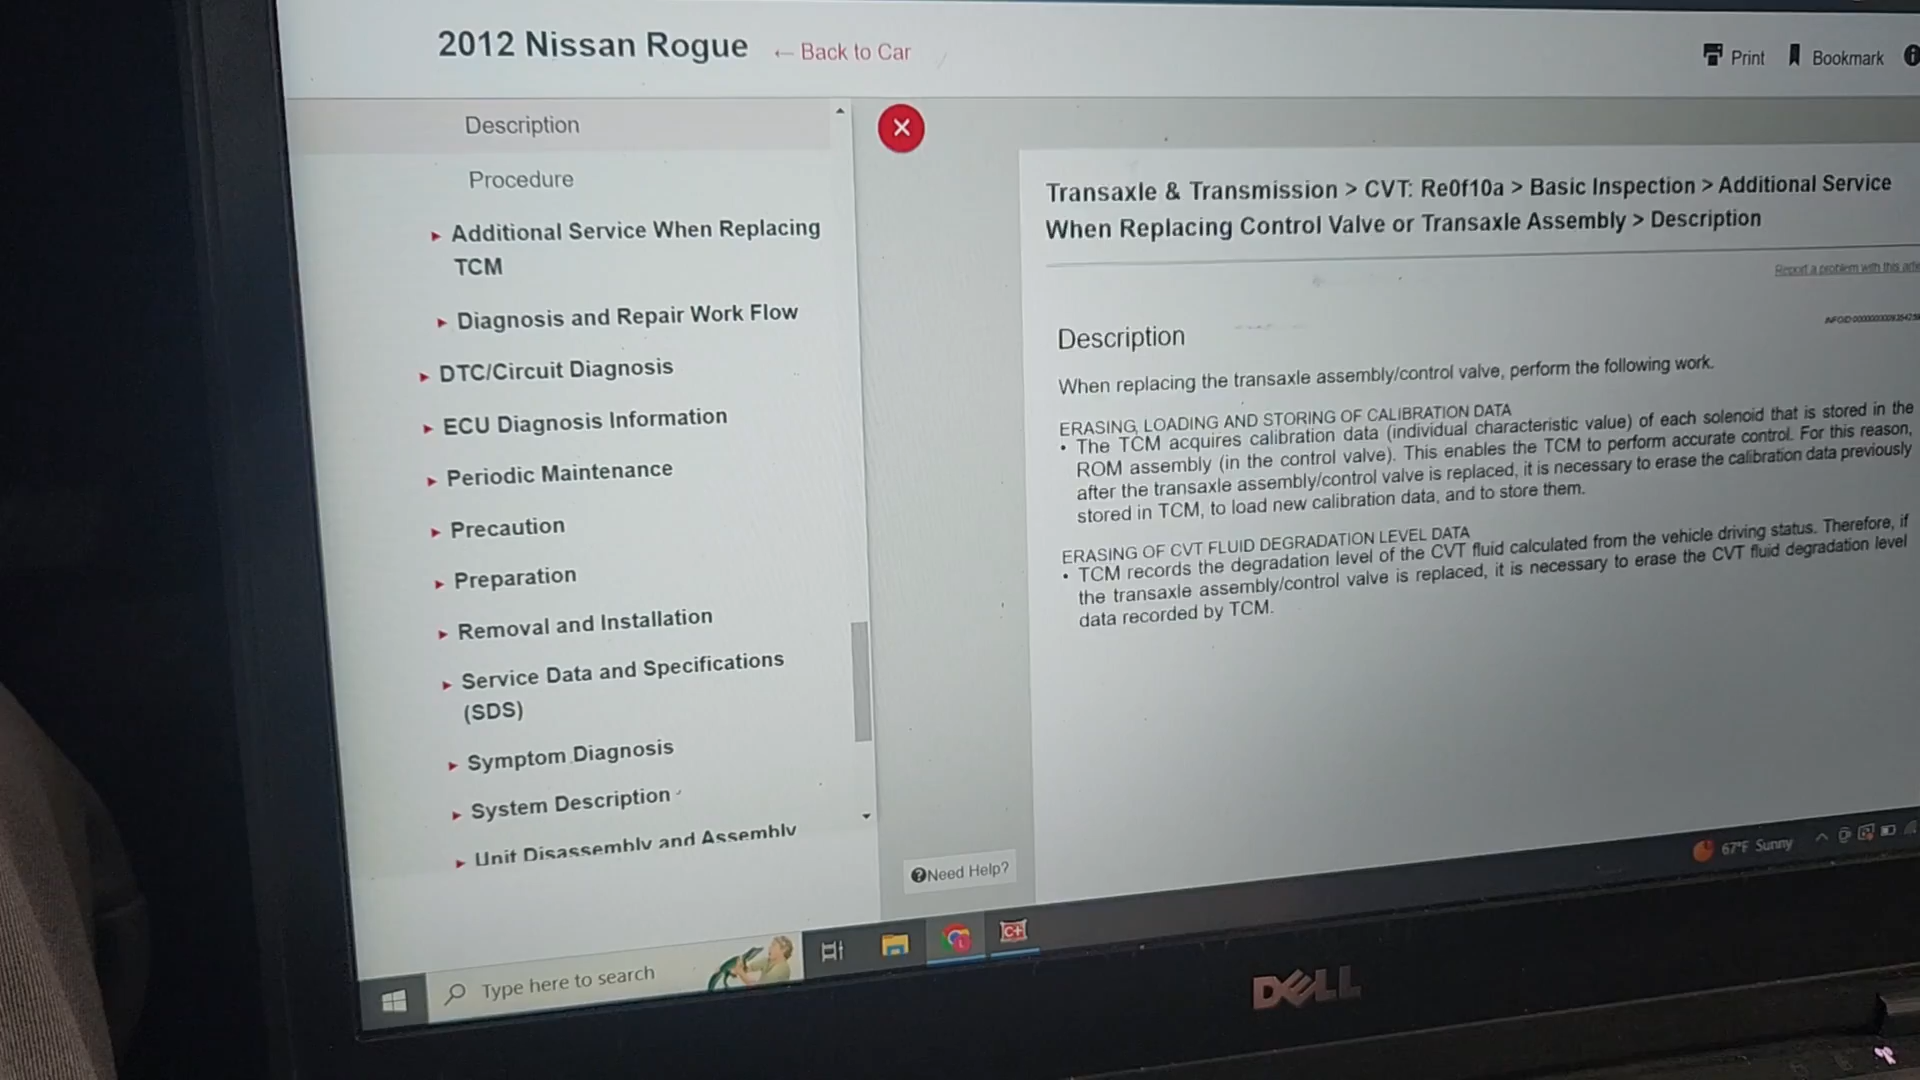 2012 Nissan Rogue ← Back to Car
Print Bookmark
Description
Procedure
Additional Service When Replacing
TCM
Diagnosis and Repair Work Flow
DTC/Circuit Diagnosis
ECU Diagnosis Information
Periodic Maintenance
Precaution
Preparation
Removal and Installation
Service Data and Specifications
(SDS)
Symptom Diagnosis
System Description
Unit Disassembly and Assembly
Transaxle & Transmission > CVT: Re0f10a > Basic Inspection > Additional Service
When Replacing Control Valve or Transaxle Assembly > Description
Report a problem with this
Description
When replacing the transaxle assembly/control valve, perform the following work.
ERASING, LOADING AND STORING OF CALIBRATION DATA
• The TCM acquires calibration data (individual characteristic value) of each solenoid that is stored in the
ROM assembly (in the control valve). This enables the TCM to perform accurate control. For this reason,
after the transaxle assembly/control valve is replaced, it is necessary to erase the calibration data previously
stored in TCM, to load new calibration data, and to store them.
ERASING OF CVT FLUID DEGRADATION LEVEL DATA
• TCM records the degradation level of the CVT fluid calculated from the vehicle driving status. Therefore, if
the transaxle assembly/control valve is replaced, it is necessary to erase the CVT fluid degradation level
data recorded by TCM.
Need Help?
67°F Sunny
Type here to search
C+
DELL